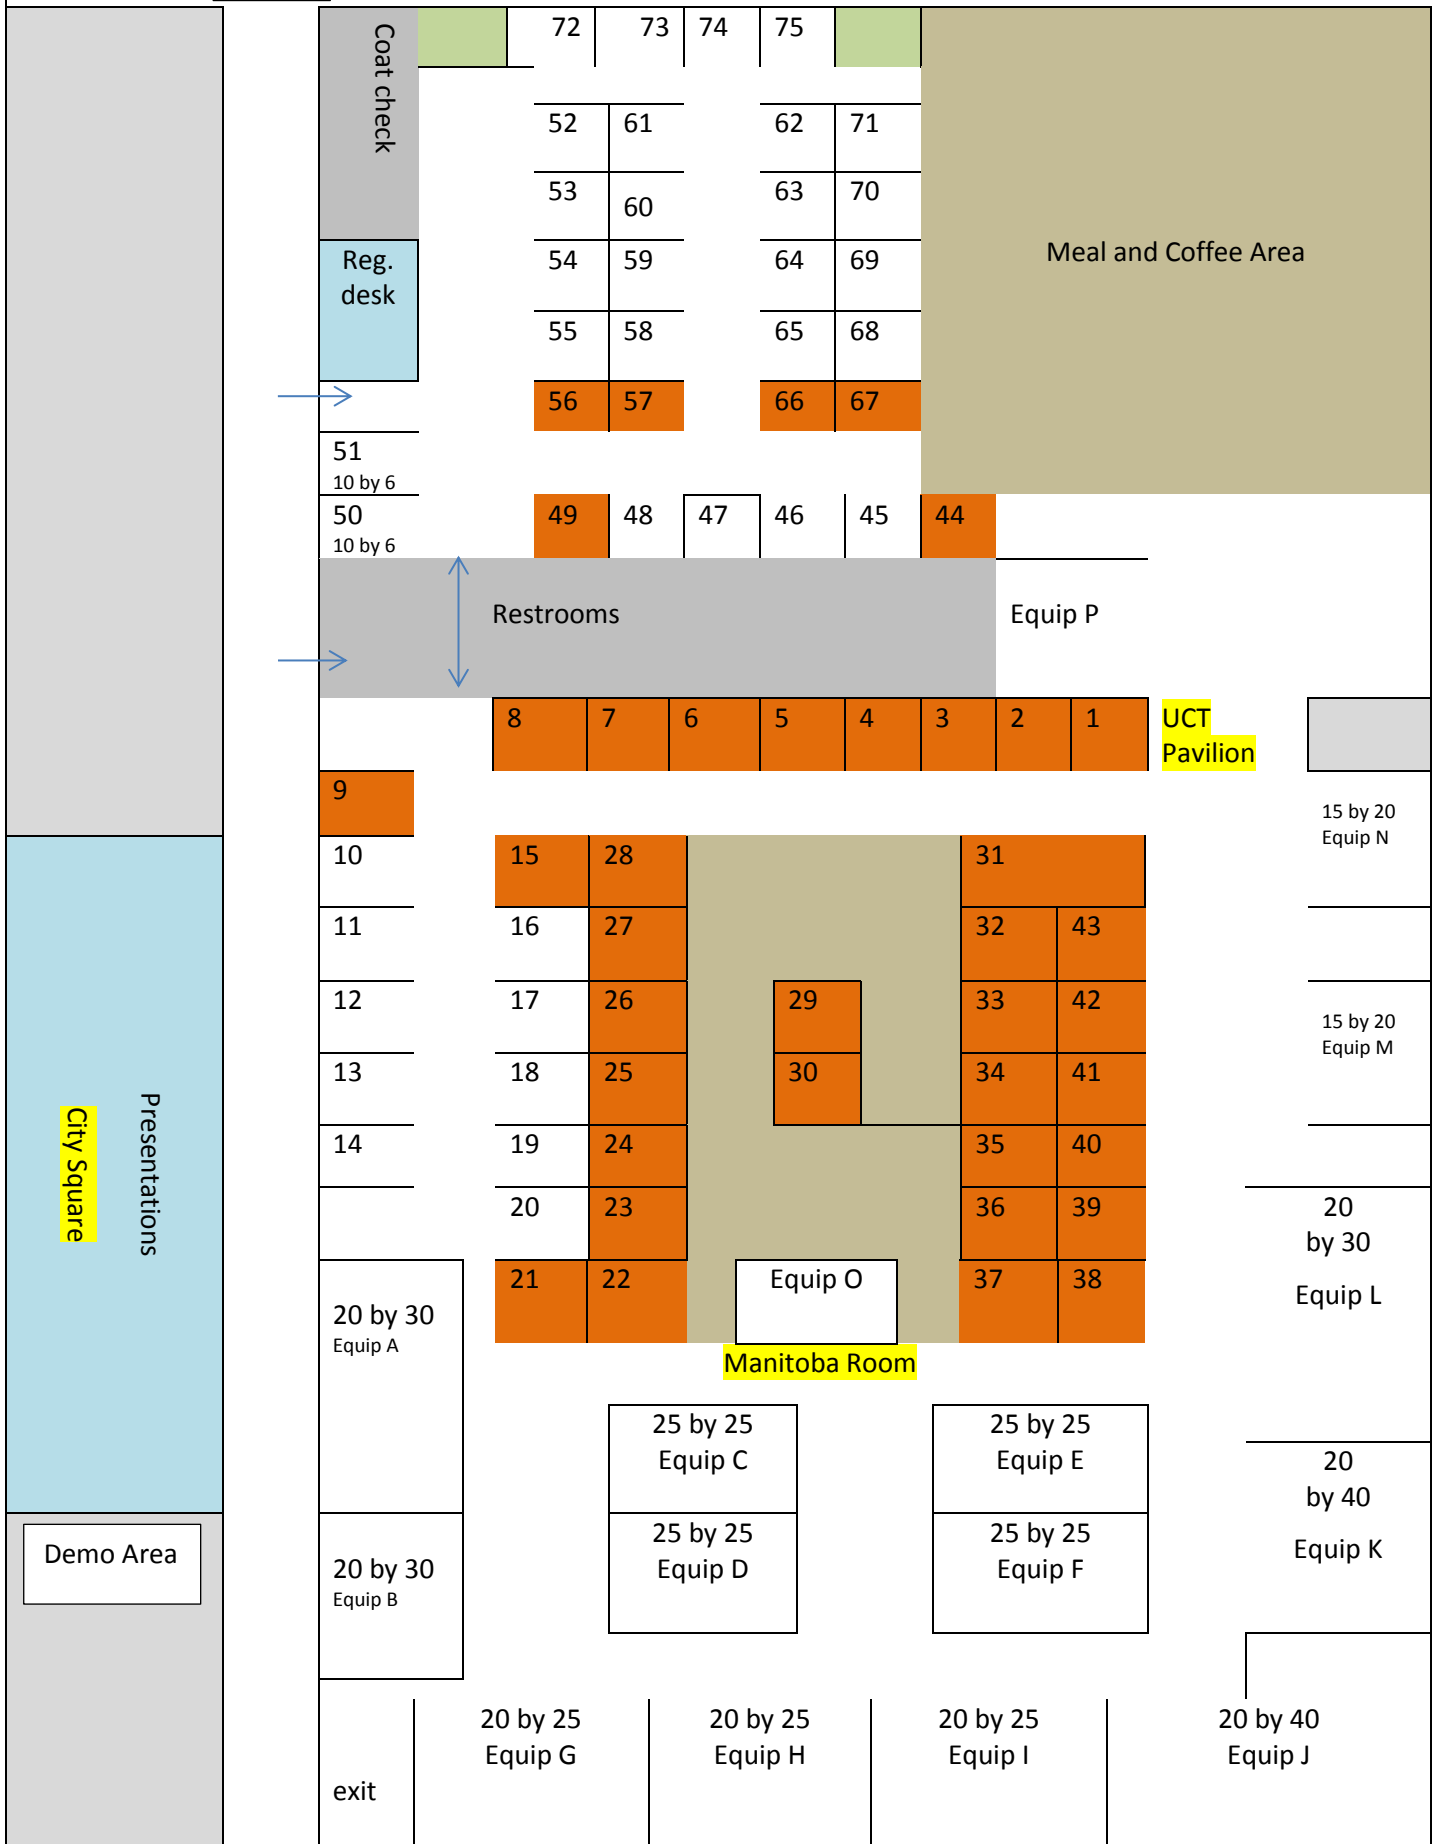 Coat check
72
73
74
75
52
61
62
71
53
60
63
70
Meal and Coffee Area
Reg.
desk
54
59
64
69
55
58
65
68
56
57
66
67
51
10 by 6
50
10 by 6
49
48
47
46
45
44
Restrooms
Equip P
8
7
6
5
4
3
2
1
UCT
Pavilion
9
15 by 20
Equip N
10
15
28
31
11
16
27
32
43
12
17
26
29
33
42
15 by 20
Equip M
13
18
25
30
34
41
Presentations
City Square
14
19
24
35
40
20
23
36
39
20
by 30
Equip L
21
22
Equip O
37
38
20 by 30
Equip A
Manitoba Room
25 by 25
Equip C
25 by 25
Equip E
20
by 40
Equip K
Demo Area
20 by 30
Equip B
25 by 25
Equip D
25 by 25
Equip F
20 by 25
Equip G
20 by 25
Equip H
20 by 25
Equip I
20 by 40
Equip J
exit